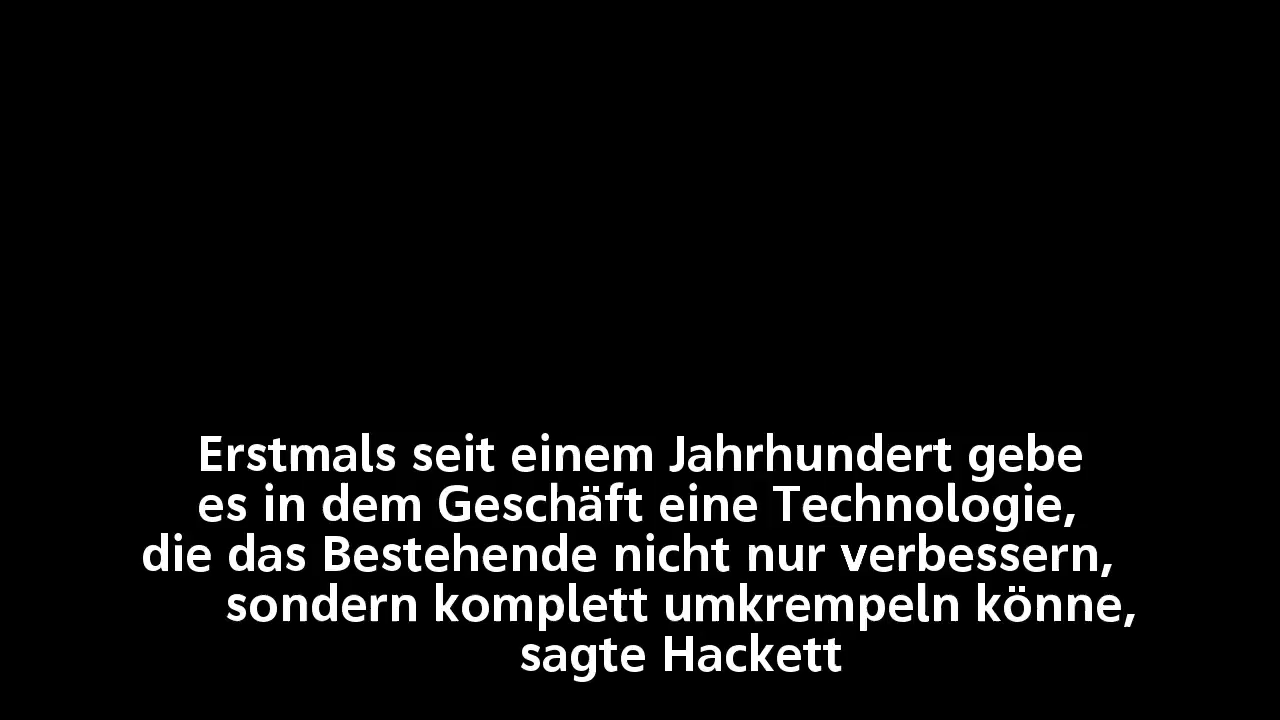 Erstmals seit einem Jahrhundert gebe
es in dem Geschäft eine Technologie,
die das Bestehende nicht nur verbessern,
sondern komplett umkrempeln könne,
sagte Hackett